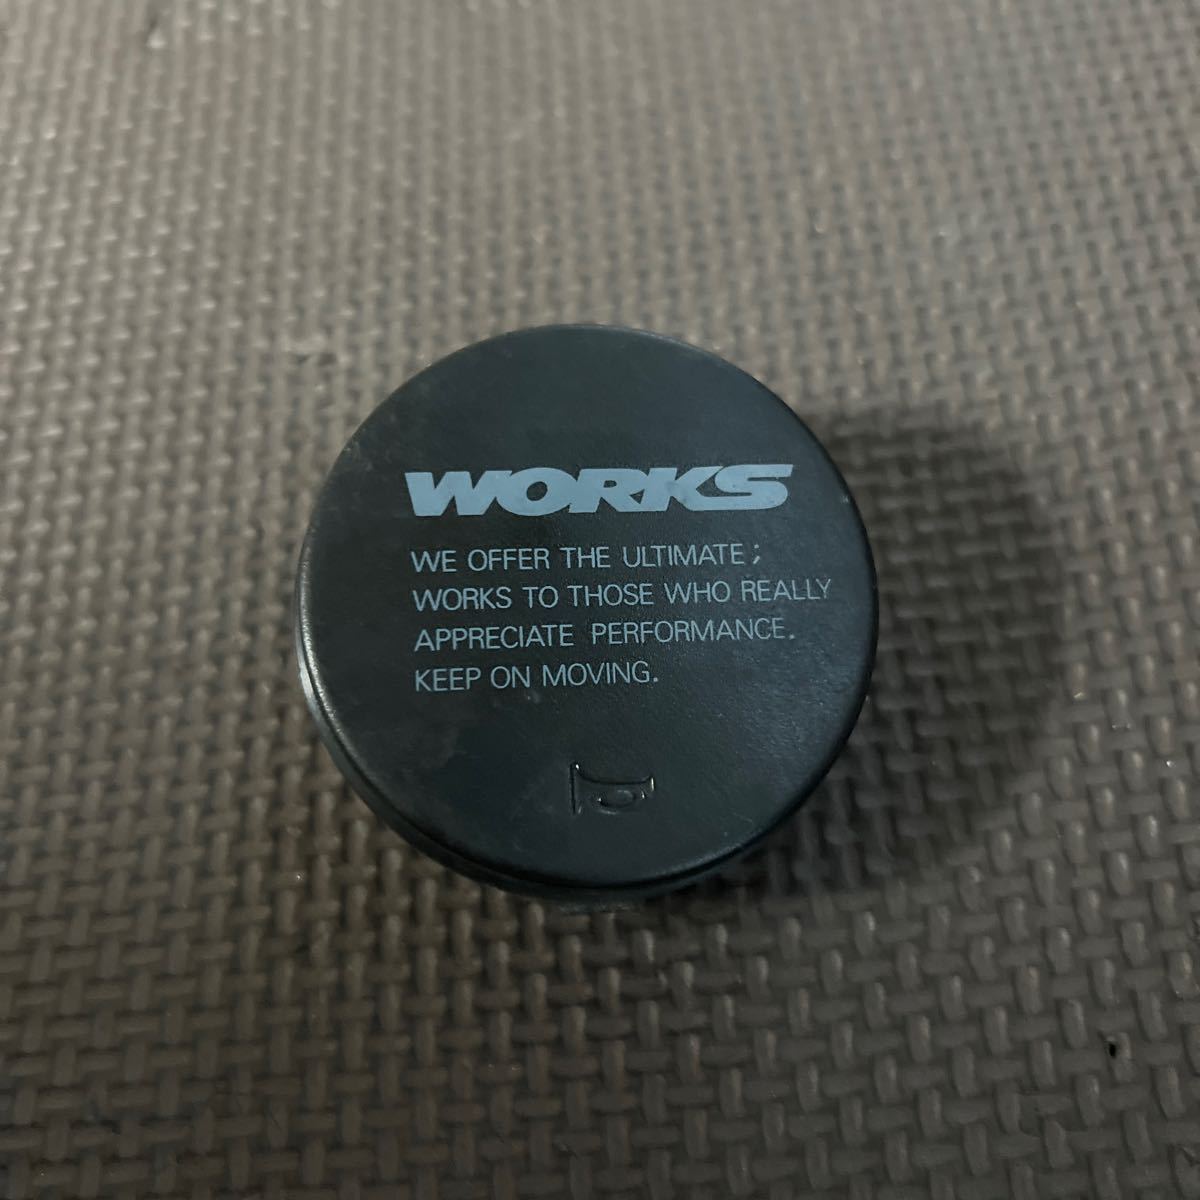 WORKS
WE OFFER THE ULTIMATE;
WORKS TO THOSE WHO REALLY
APPRECIATE PERFORMANCE.
KEEP ON MOVING.